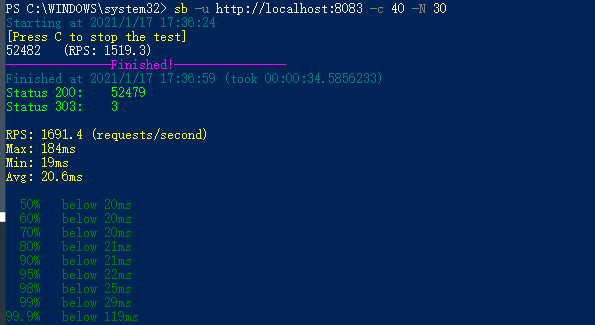 PS C:\WINDOWS\system32> sb -u http://localhost:8083 -c 40 -N 30
Starting at 2021/1/17 17:36:24
[Press C to stop the test]
52482   (RPS: 1519.3)
---------------Finished!----------------
Finished at 2021/1/17 17:36:59 (took 00:00:34.5856233)
Status 200:    52479
Status 303:    3

RPS: 1691.4 (requests/second)
Max: 184ms
Min: 19ms
Avg: 20.6ms

  50%   below 20ms
  60%   below 20ms
  70%   below 20ms
  80%   below 21ms
  90%   below 21ms
  95%   below 22ms
  98%   below 25ms
  99%   below 29ms
99.9%   below 119ms